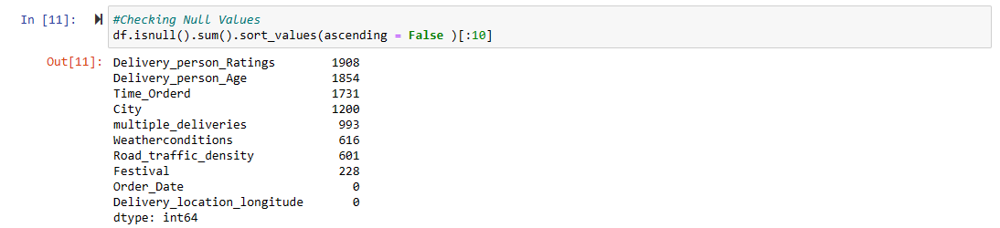 In [11]: #Checking Null Values
df.isnull().sum().sort_values(ascending = False )[:10]
Out[11]: Delivery_person_Ratings 1908
Delivery_person_Age 1854
Time_Orderd 1731
City 1200
multiple_deliveries 993
Weatherconditions 616
Road_traffic_density 601
Festival 228
Order_Date 0
Delivery_location_longitude 0
dtype: int64